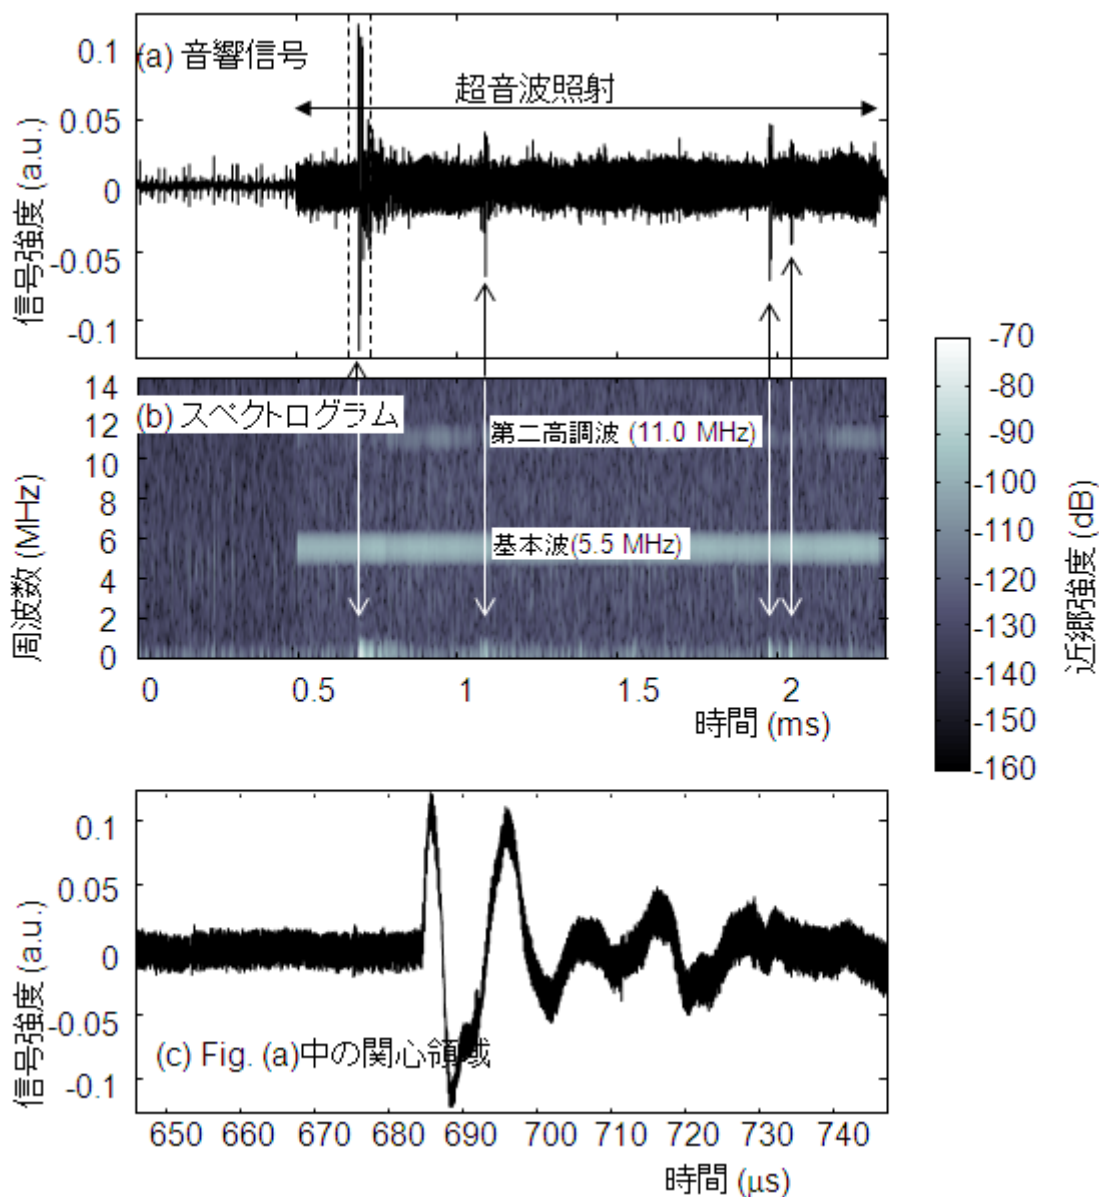 (a) 音響信号
超音波照射
0.1
0.05
0
-0.05
-0.1
信号強度 (a.u.)
(b) スペクトログラム
第二高調波 (11.0 MHz)
基本波(5.5 MHz)
14
12
10
8
6
4
2
0
周波数 (MHz)
0 0.5 1 1.5 2
時間 (ms)
-70
-80
-90
-100
-110
-120
-130
-140
-150
-160
近郷強度 (dB)
0.1
0.05
0
-0.05
-0.1
信号強度 (a.u.)
(c) Fig. (a)中の関心領域
650 660 670 680 690 700 710 720 730 740
時間 (μs)